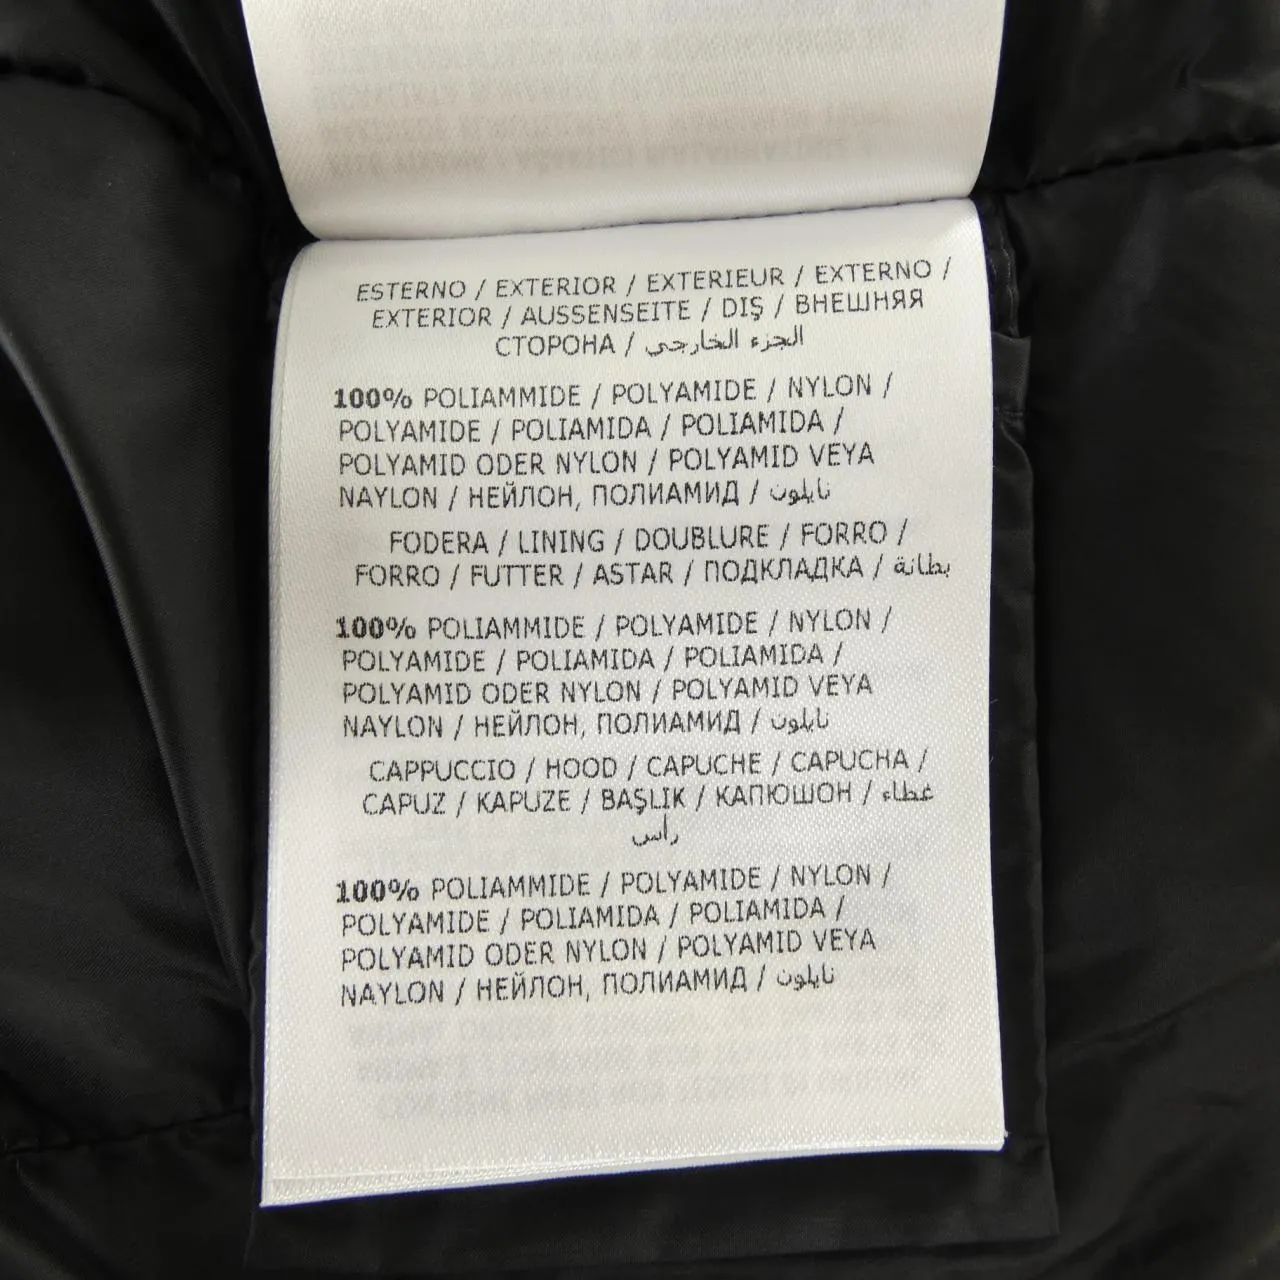 ESTERNO / EXTERIOR / EXTERIEUR / EXTERNO /
EXTERIOR / AUSSENSEITE / DIŞ / ВНЕШНЯЯ
СТОРОНА / الجزء الخارجي
100% POLIAMMIDE / POLYAMIDE / NYLON /
POLYAMIDE / POLIAMIDA / POLIAMIDA /
POLYAMID ODER NYLON / POLYAMID VEYA
NAYLON / НЕЙЛОН, ПОЛИАМИД / نايلون
FODERA / LINING / DOUBLURE / FORRO /
FORRO / FUTTER / ASTAR / ПОДКЛАДКА / بطانة
100% POLIAMMIDE / POLYAMIDE / NYLON /
POLYAMIDE / POLIAMIDA / POLIAMIDA /
POLYAMID ODER NYLON / POLYAMID VEYA
NAYLON / НЕЙЛОН, ПОЛИАМИД / نايلون
CAPPUCCIO / HOOD / CAPUCHE / CAPUCHA /
CAPUZ / KAPUZE / BAŞLIK / КАПЮШОН / غطاء
رأس
100% POLIAMMIDE / POLYAMIDE / NYLON /
POLYAMIDE / POLIAMIDA / POLIAMIDA /
POLYAMID ODER NYLON / POLYAMID VEYA
NAYLON / НЕЙЛОН, ПОЛИАМИД / نايلون